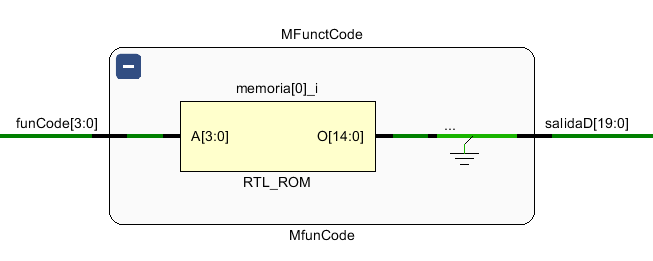 MFunctCode
memoria[0]_i
funCode[3:0]
A[3:0]
O[14:0]
...
salidaD[19:0]
RTL_ROM
MfunCode